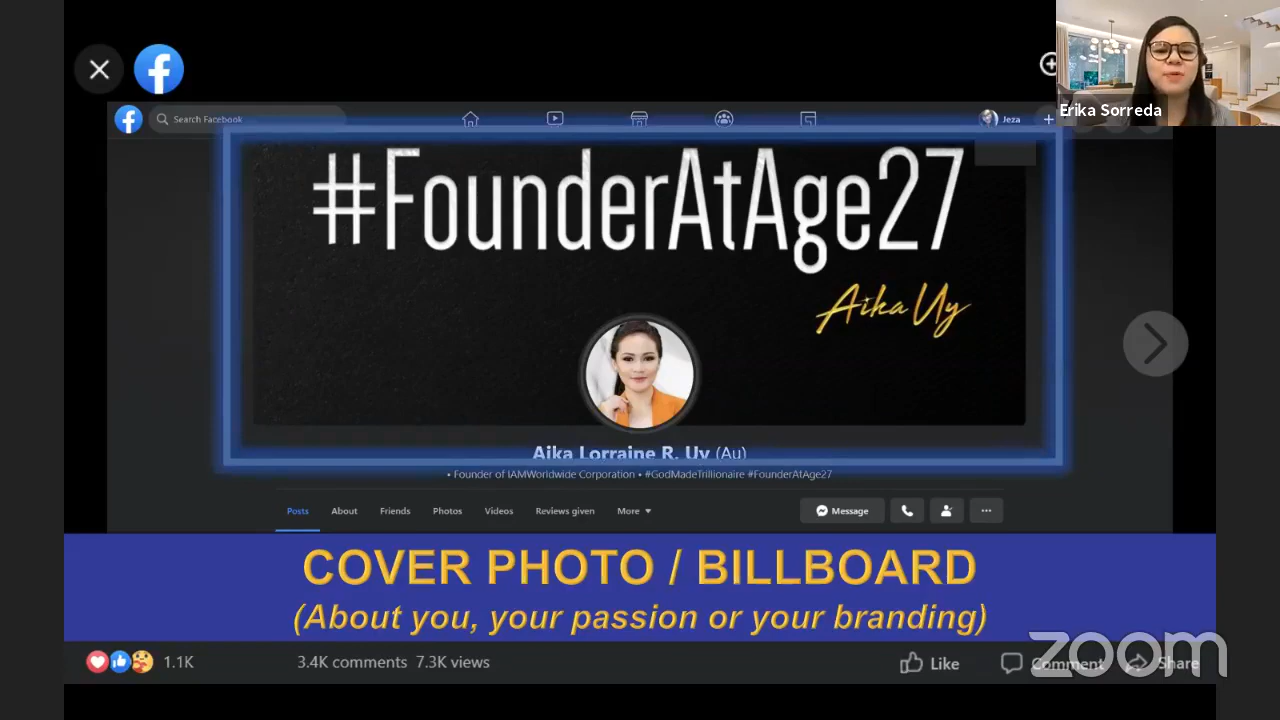 Erika Sorreda
Search Facebook
Jeza
#FounderAtAge27
Aika Uy
Aika Lorraine R. Uy (Au)
• Founder of IAMWorldwide Corporation • #GodMadeTrillionaire #FounderAtAge27
Posts About Friends Photos Videos Reviews given More Message
COVER PHOTO / BILLBOARD
(About you, your passion or your branding)
1.1K 3.4K comments 7.3K views Like Comment Share
zoom